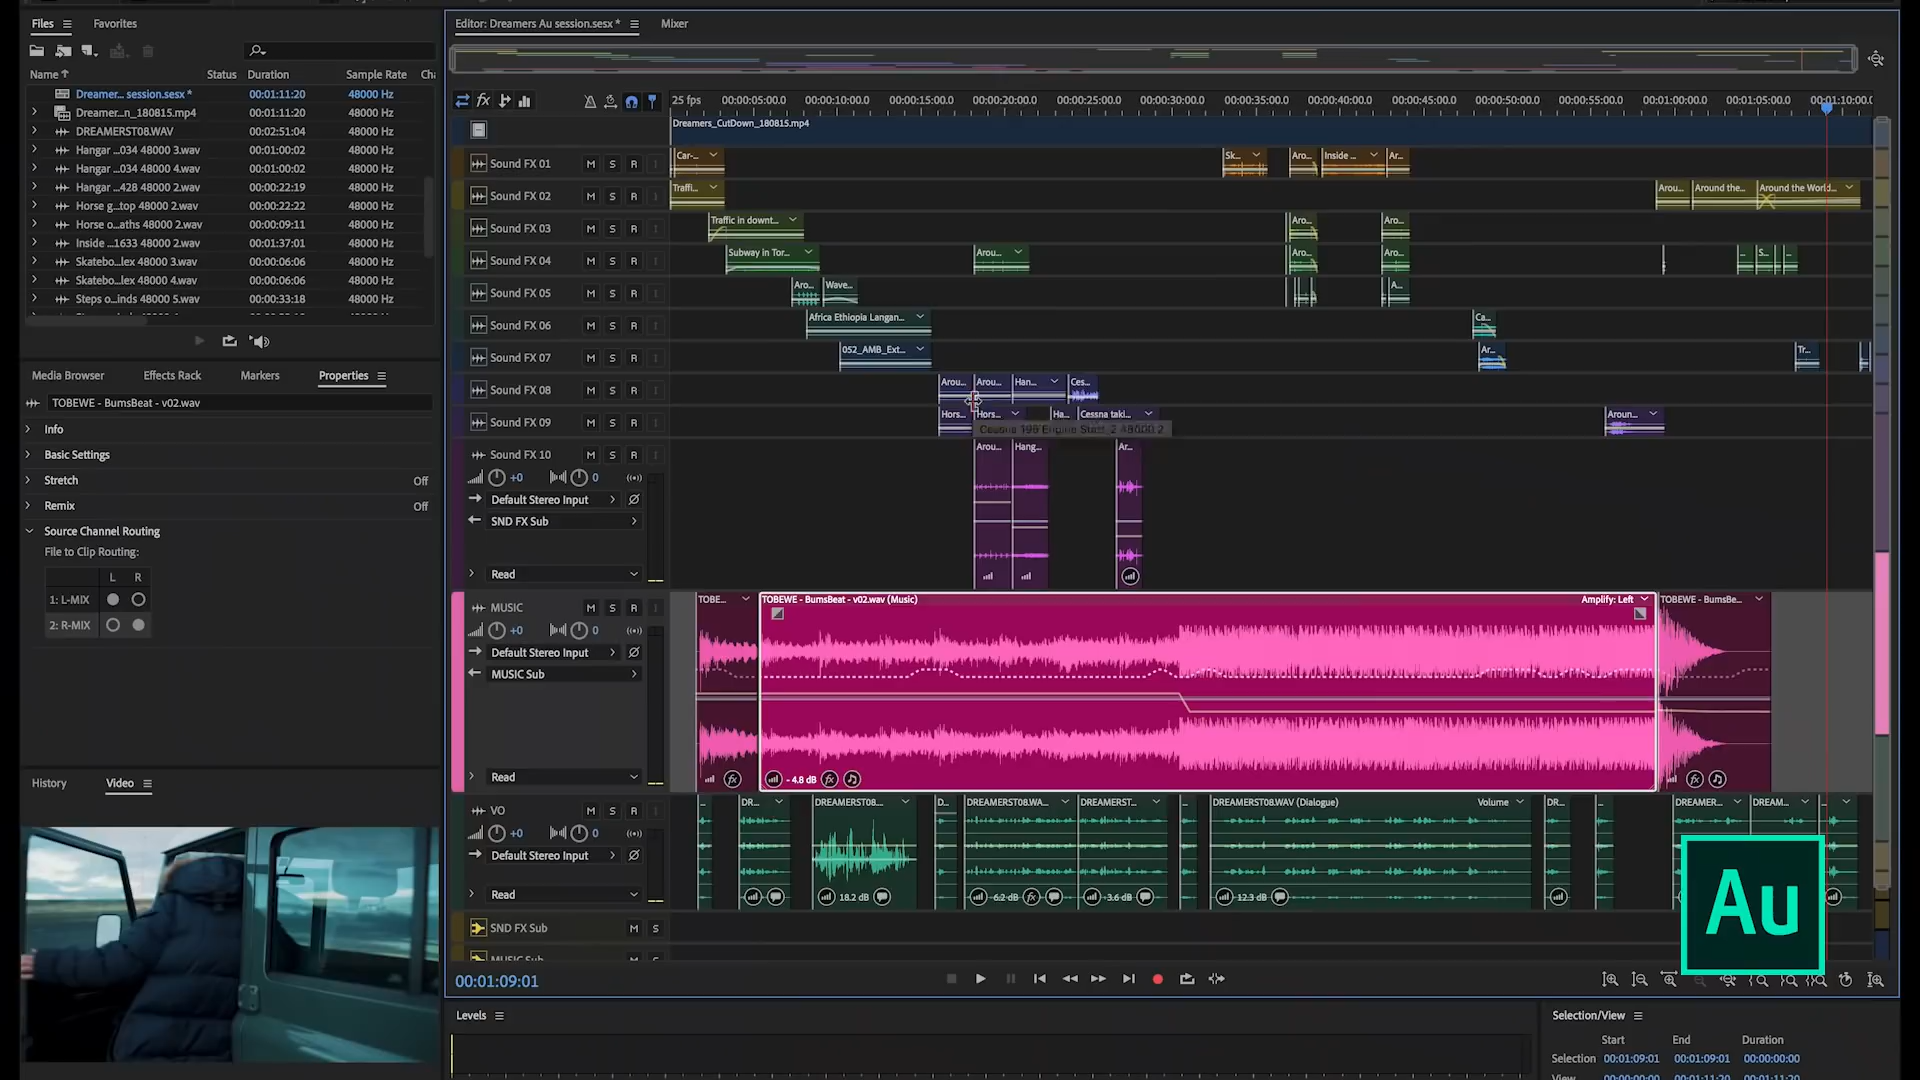 Files
Favorites
Editor: Dreamers Au session.sesx *
Mixer
Name
Status
Duration
Sample Rate
Dreamer... session.sesx *
00:01:11:20
48000 Hz
Dreamer...n_180815.mp4
00:01:11:20
48000 Hz
DREAMERST08.WAV
00:02:51:04
48000 Hz
Hangar ...034 48000 3.wav
00:01:00:02
48000 Hz
Hangar ...034 48000 4.wav
00:01:00:02
48000 Hz
Hangar ...428 48000 2.wav
00:00:22:19
48000 Hz
Horse g...top 48000 2.wav
00:00:22:22
48000 Hz
Horse o...aths 48000 2.wav
00:00:09:11
48000 Hz
Inside ...1633 48000 2.wav
00:01:37:01
48000 Hz
Skatebo...lex 48000 3.wav
00:00:06:06
48000 Hz
Skatebo...lex 48000 4.wav
00:00:06:06
48000 Hz
Steps o...inds 48000 5.wav
00:00:33:18
48000 Hz
Media Browser
Effects Rack
Markers
Properties
TOBEWE - BumsBeat - v02.wav
Info
Basic Settings
Stretch
Off
Remix
Off
Source Channel Routing
File to Clip Routing:
L R
1: L-MIX
2: R-MIX
History
Video
25 fps
00:00:05:00.0
00:00:10:00.0
00:00:15:00.0
00:00:20:00.0
00:00:25:00.0
00:00:30:00.0
00:00:35:00.0
00:00:40:00.0
00:00:45:00.0
00:00:50:00.0
00:00:55:00.0
00:01:00:00.0
00:01:05:00.0
00:01:10:00.0
Dreamers_CutDown_180815.mp4
Sound FX 01
M S R
Car-...
Sk...
Aro...
Inside ...
Ar...
Sound FX 02
M S R
Traffi...
Arou...
Around the...
Around the World...
Sound FX 03
M S R
Traffic in downt...
Aro...
Aro...
Sound FX 04
M S R
Subway in Tor...
Arou...
Aro...
Aro...
S...
Sound FX 05
M S R
Aro...
Wave...
A...
Sound FX 06
M S R
Africa Ethiopia Langan...
Ca...
Sound FX 07
M S R
052_AMB_Ext...
Ar...
Tr...
Sound FX 08
M S R
Arou...
Arou...
Han...
Ces...
Sound FX 09
M S R
Hors...
Hors...
Ha...
Cessna taki...
Aroun...
Sound FX 10
M S R
Arou...
Hang...
Ar...
+0
0
Default Stereo Input
SND FX Sub
Read
MUSIC
M S R
TOBE...
TOBEWE - BumsBeat - v02.wav (Music)
Amplify: Left
TOBEWE - BumsBe...
+0
0
Default Stereo Input
MUSIC Sub
Read
- 4.8 dB
fx
VO
M S R
DR...
DREAMERST08...
D...
DREAMERST08.WA...
DREAMERST...
DREAMERST08.WAV (Dialogue)
Volume
DR...
DREAMER...
DREAM...
+0
0
Default Stereo Input
Read
18.2 dB
6.2 dB
-3.6 dB
12.3 dB
Au
SND FX Sub
M S
00:01:09:01
Levels
Selection/View
Start
End
Duration
Selection
00:01:09:01
00:01:09:01
00:00:00:00